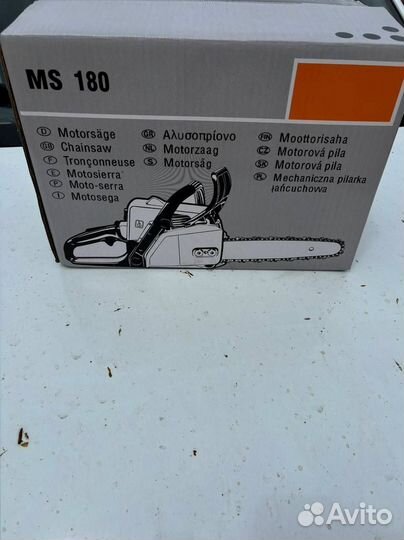 MS 180
D Motorsäge
GB Chainsaw
F Tronçonneuse
E Motosierra
P Moto-serra
I Motosega
GR Αλυσοπρίονο
NL Motorzaag
S Motorsåg
FIN Moottorisaha
CZ Motorová pila
SK Motorová píla
PL Mechaniczna pilarka
łańcuchowa
Avito